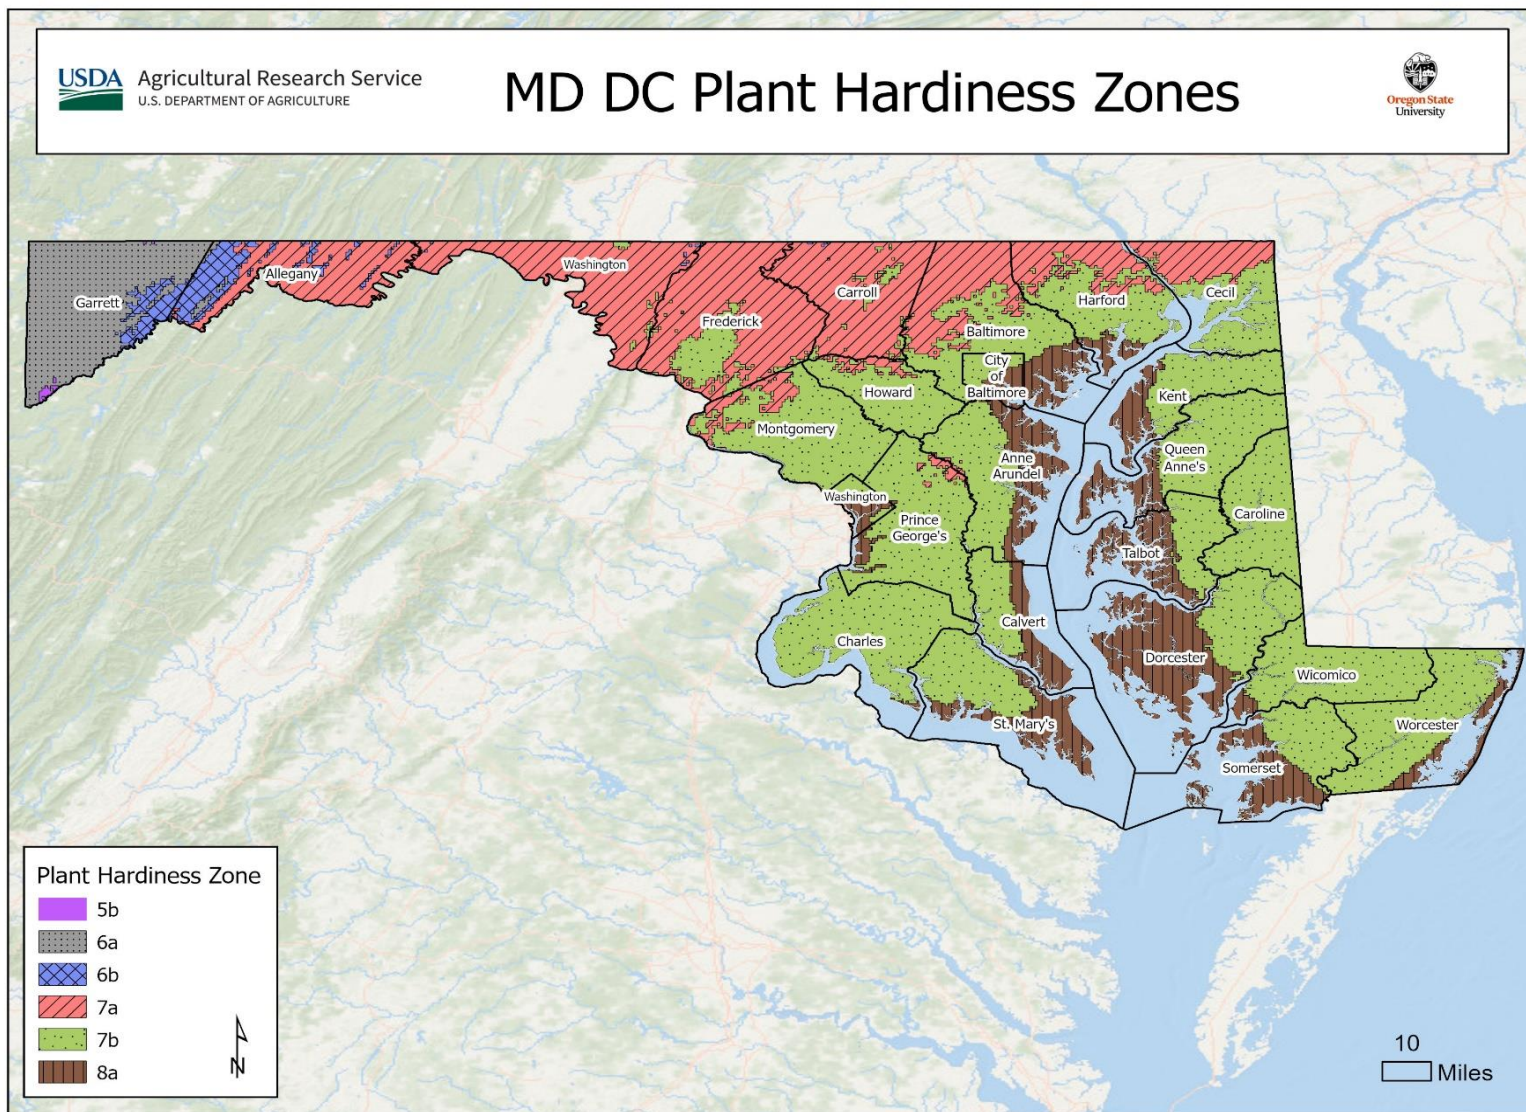 USDA
Agricultural Research Service
U.S. DEPARTMENT OF AGRICULTURE
MD DC Plant Hardiness Zones
Oregon State
University
Garrett
Allegany
Washington
Frederick
Carroll
Baltimore
Harford
Cecil
City
of
Baltimore
Howard
Kent
Montgomery
Anne
Arundel
Queen
Anne's
Washington
Prince
George's
Caroline
Talbot
Calvert
Charles
Dorchester
Wicomico
St. Mary's
Worcester
Somerset
Plant Hardiness Zone
5b
6a
6b
7a
7b
8a
N
10
Miles